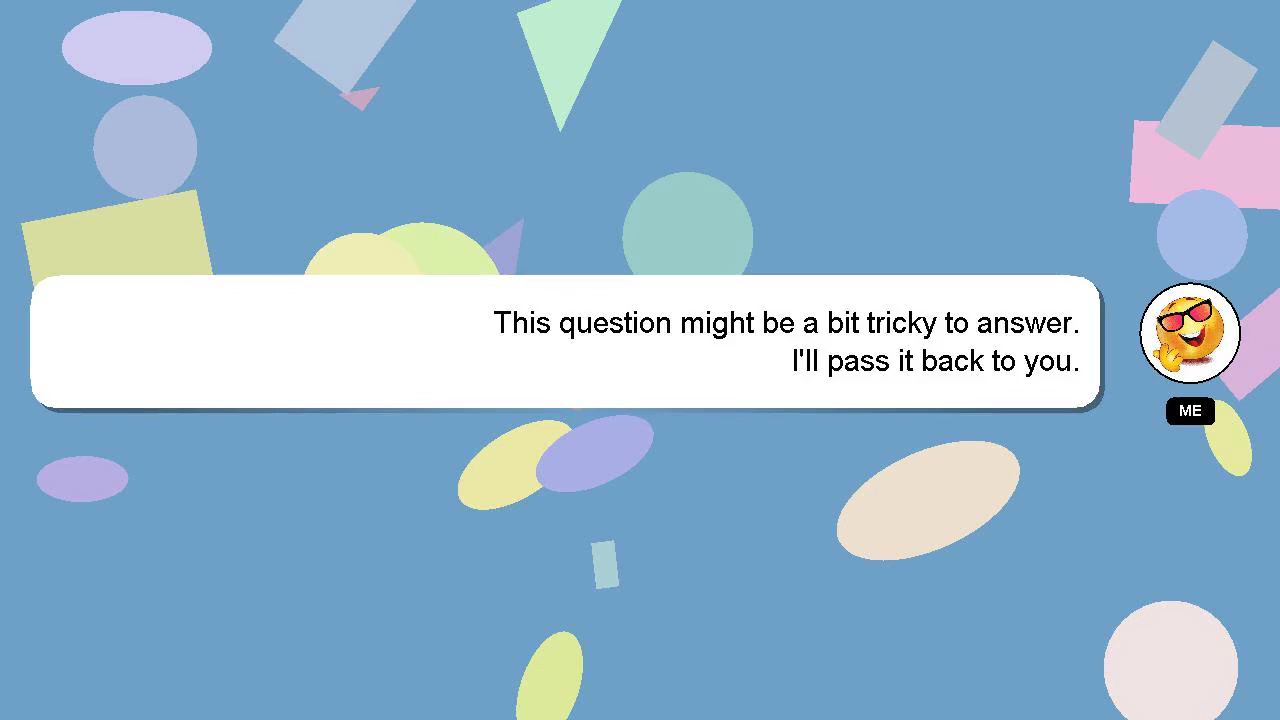 This question might be a bit tricky to answer.
I'll pass it back to you.
ME